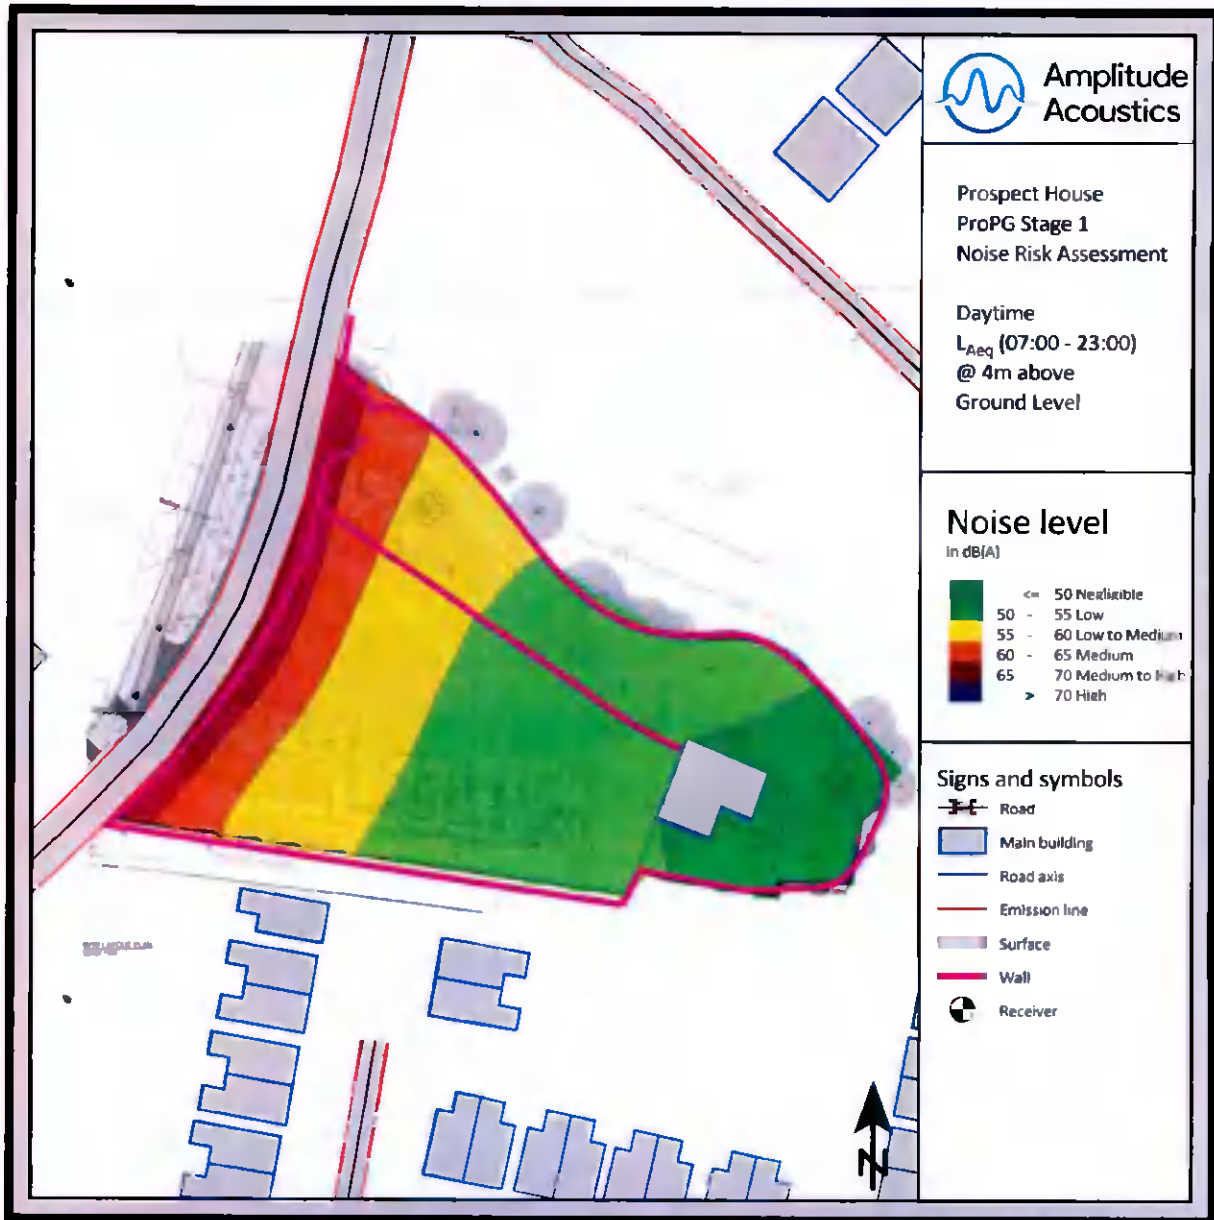 Amplitude
Acoustics
Prospect House
ProPG Stage 1
Noise Risk Assessment
Daytime
LAeq (07:00 - 23:00)
@ 4m above
Ground Level
Noise level
in dB(A)
<= 50 Negligible
50 - 55 Low
55 - 60 Low to Medium
60 - 65 Medium
65 70 Medium to High
> 70 High
Signs and symbols
Road
Main building
Road axis
Emission line
Surface
Wall
Receiver
N